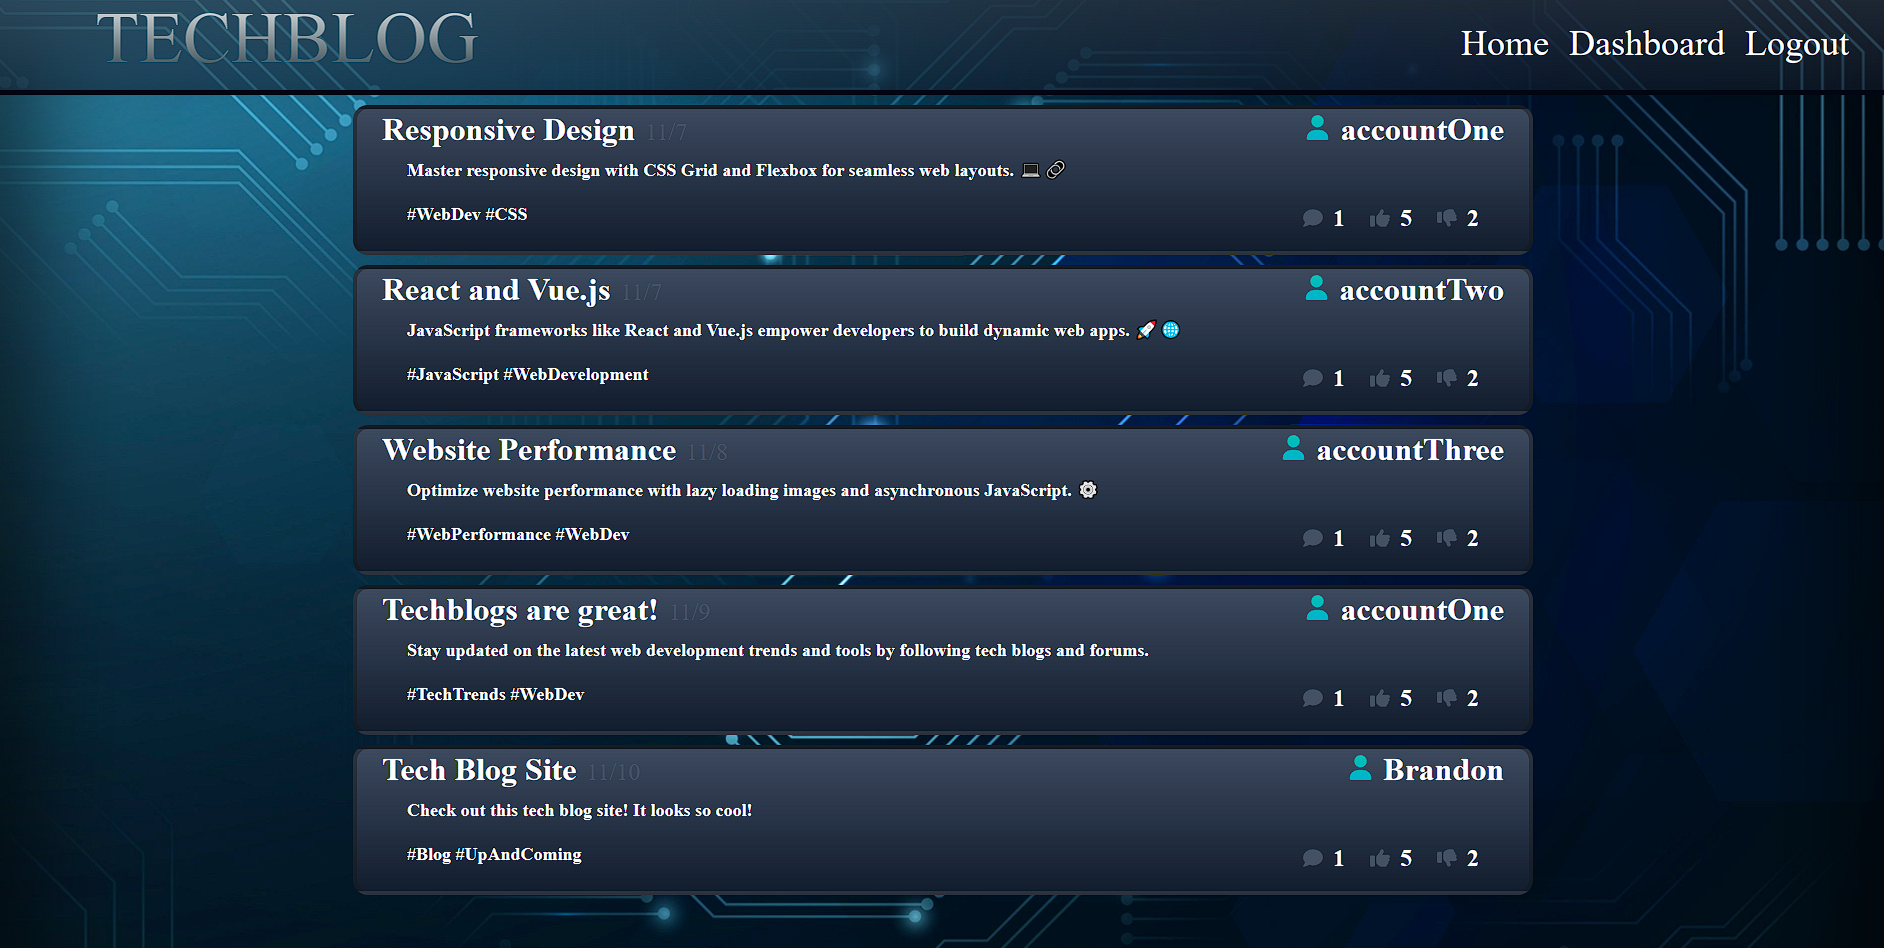 TECHBLOG
Home Dashboard Logout
Responsive Design 11/7 accountOne
Master responsive design with CSS Grid and Flexbox for seamless web layouts. 💻 🔗
#WebDev #CSS
1 5 2
React and Vue.js 11/7 accountTwo
JavaScript frameworks like React and Vue.js empower developers to build dynamic web apps. 🚀 🌐
#JavaScript #WebDevelopment
1 5 2
Website Performance 11/8 accountThree
Optimize website performance with lazy loading images and asynchronous JavaScript. ⚙️
#WebPerformance #WebDev
1 5 2
Techblogs are great! 11/9 accountOne
Stay updated on the latest web development trends and tools by following tech blogs and forums.
#TechTrends #WebDev
1 5 2
Tech Blog Site 11/10 Brandon
Check out this tech blog site! It looks so cool!
#Blog #UpAndComing
1 5 2